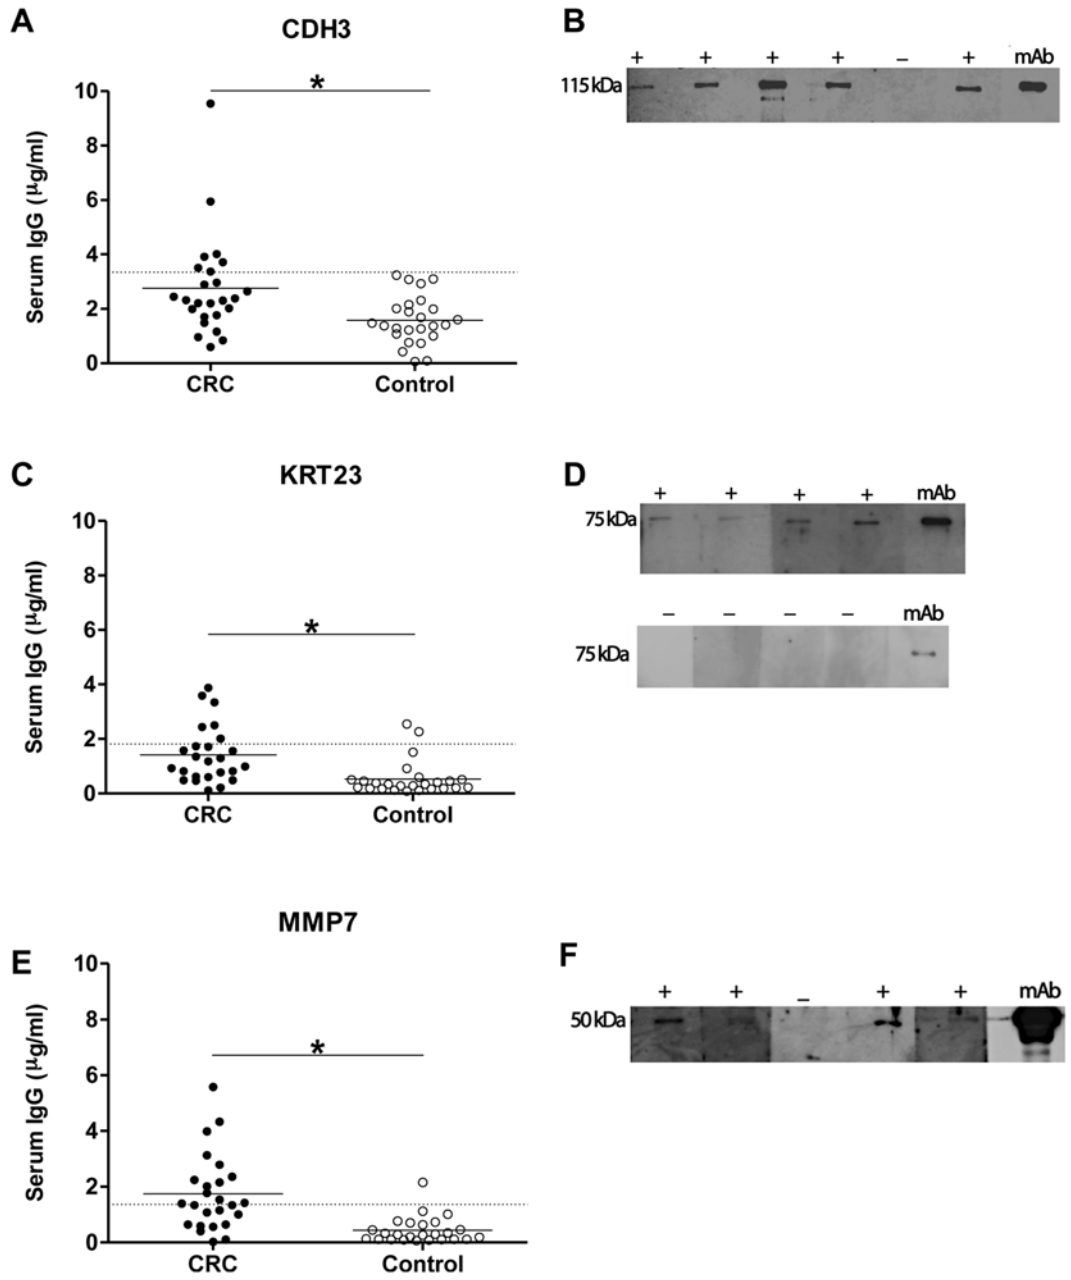 A
CDH3
B
*
+ + + + – + mAb
115 kDa
10
8
6
4
2
0
Serum IgG (µg/ml)
CRC Control
C
KRT23
D
*
+ + + + mAb
75 kDa
– – – – mAb
75 kDa
10
8
6
4
2
0
Serum IgG (µg/ml)
CRC Control
MMP7
E
F
*
+ + – + + mAb
50 kDa
10
8
6
4
2
0
Serum IgG (µg/ml)
CRC Control